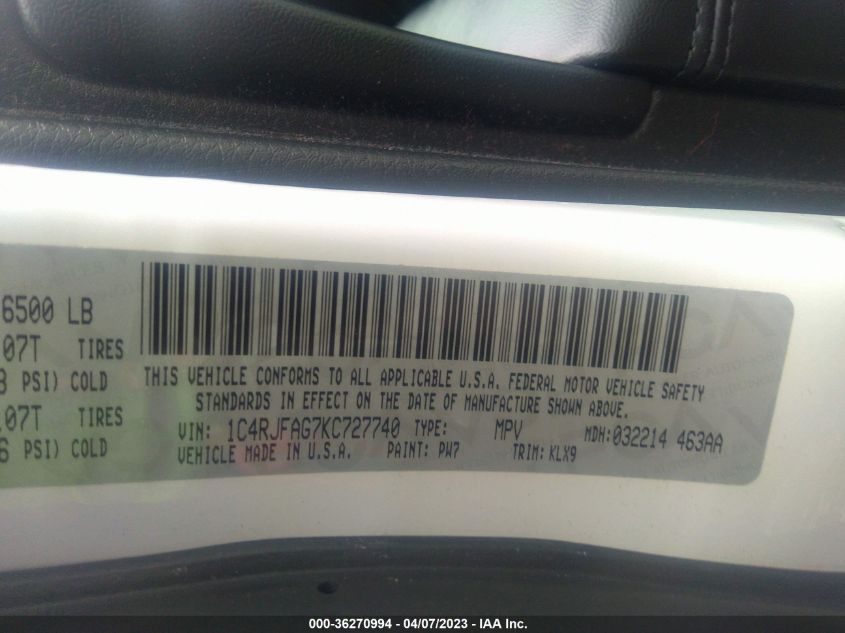 6500 LB
07T TIRES
PSI) COLD
07T TIRES
PSI) COLD
THIS VEHICLE CONFORMS TO ALL APPLICABLE U.S.A. FEDERAL MOTOR VEHICLE SAFETY
STANDARDS IN EFFECT ON THE DATE OF MANUFACTURE SHOWN ABOVE.
VIN: 1C4RJFAG7KC727740 TYPE: MPV MDH:032214 463AA
VEHICLE MADE IN U.S.A. PAINT: PW7 TRIM: KLX9
000-36270994 - 04/07/2023 - IAA Inc.